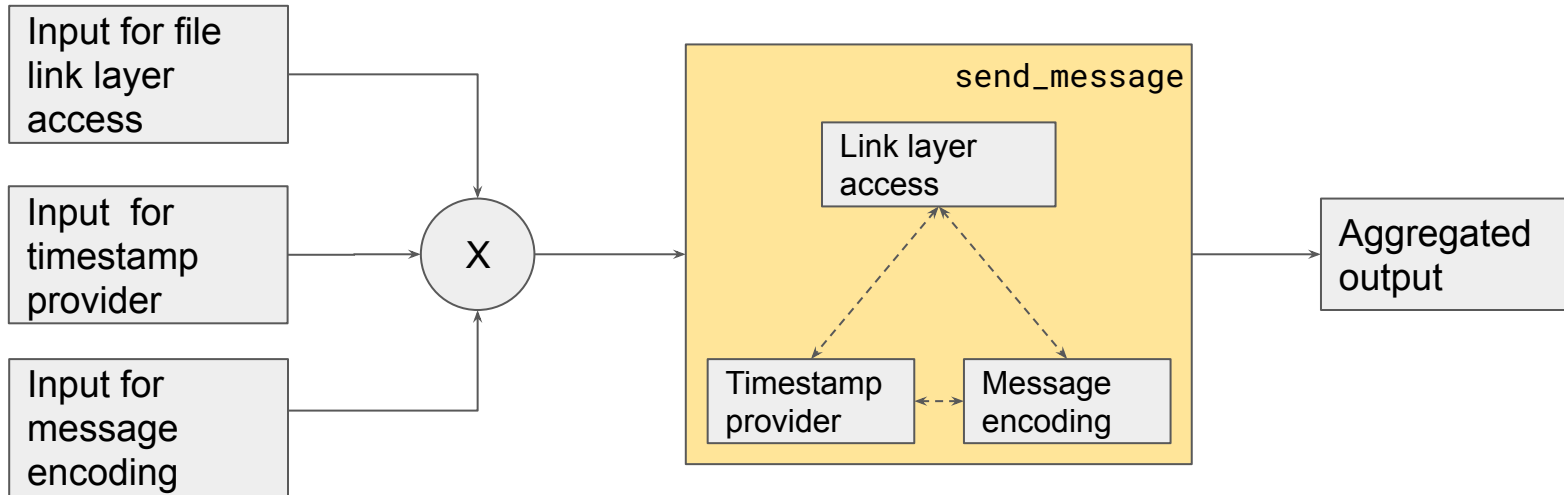 Input for file
link layer
access
Input for
timestamp
provider
Input for
message
encoding
X
send_message
Link layer
access
Timestamp
provider
Message
encoding
Aggregated
output